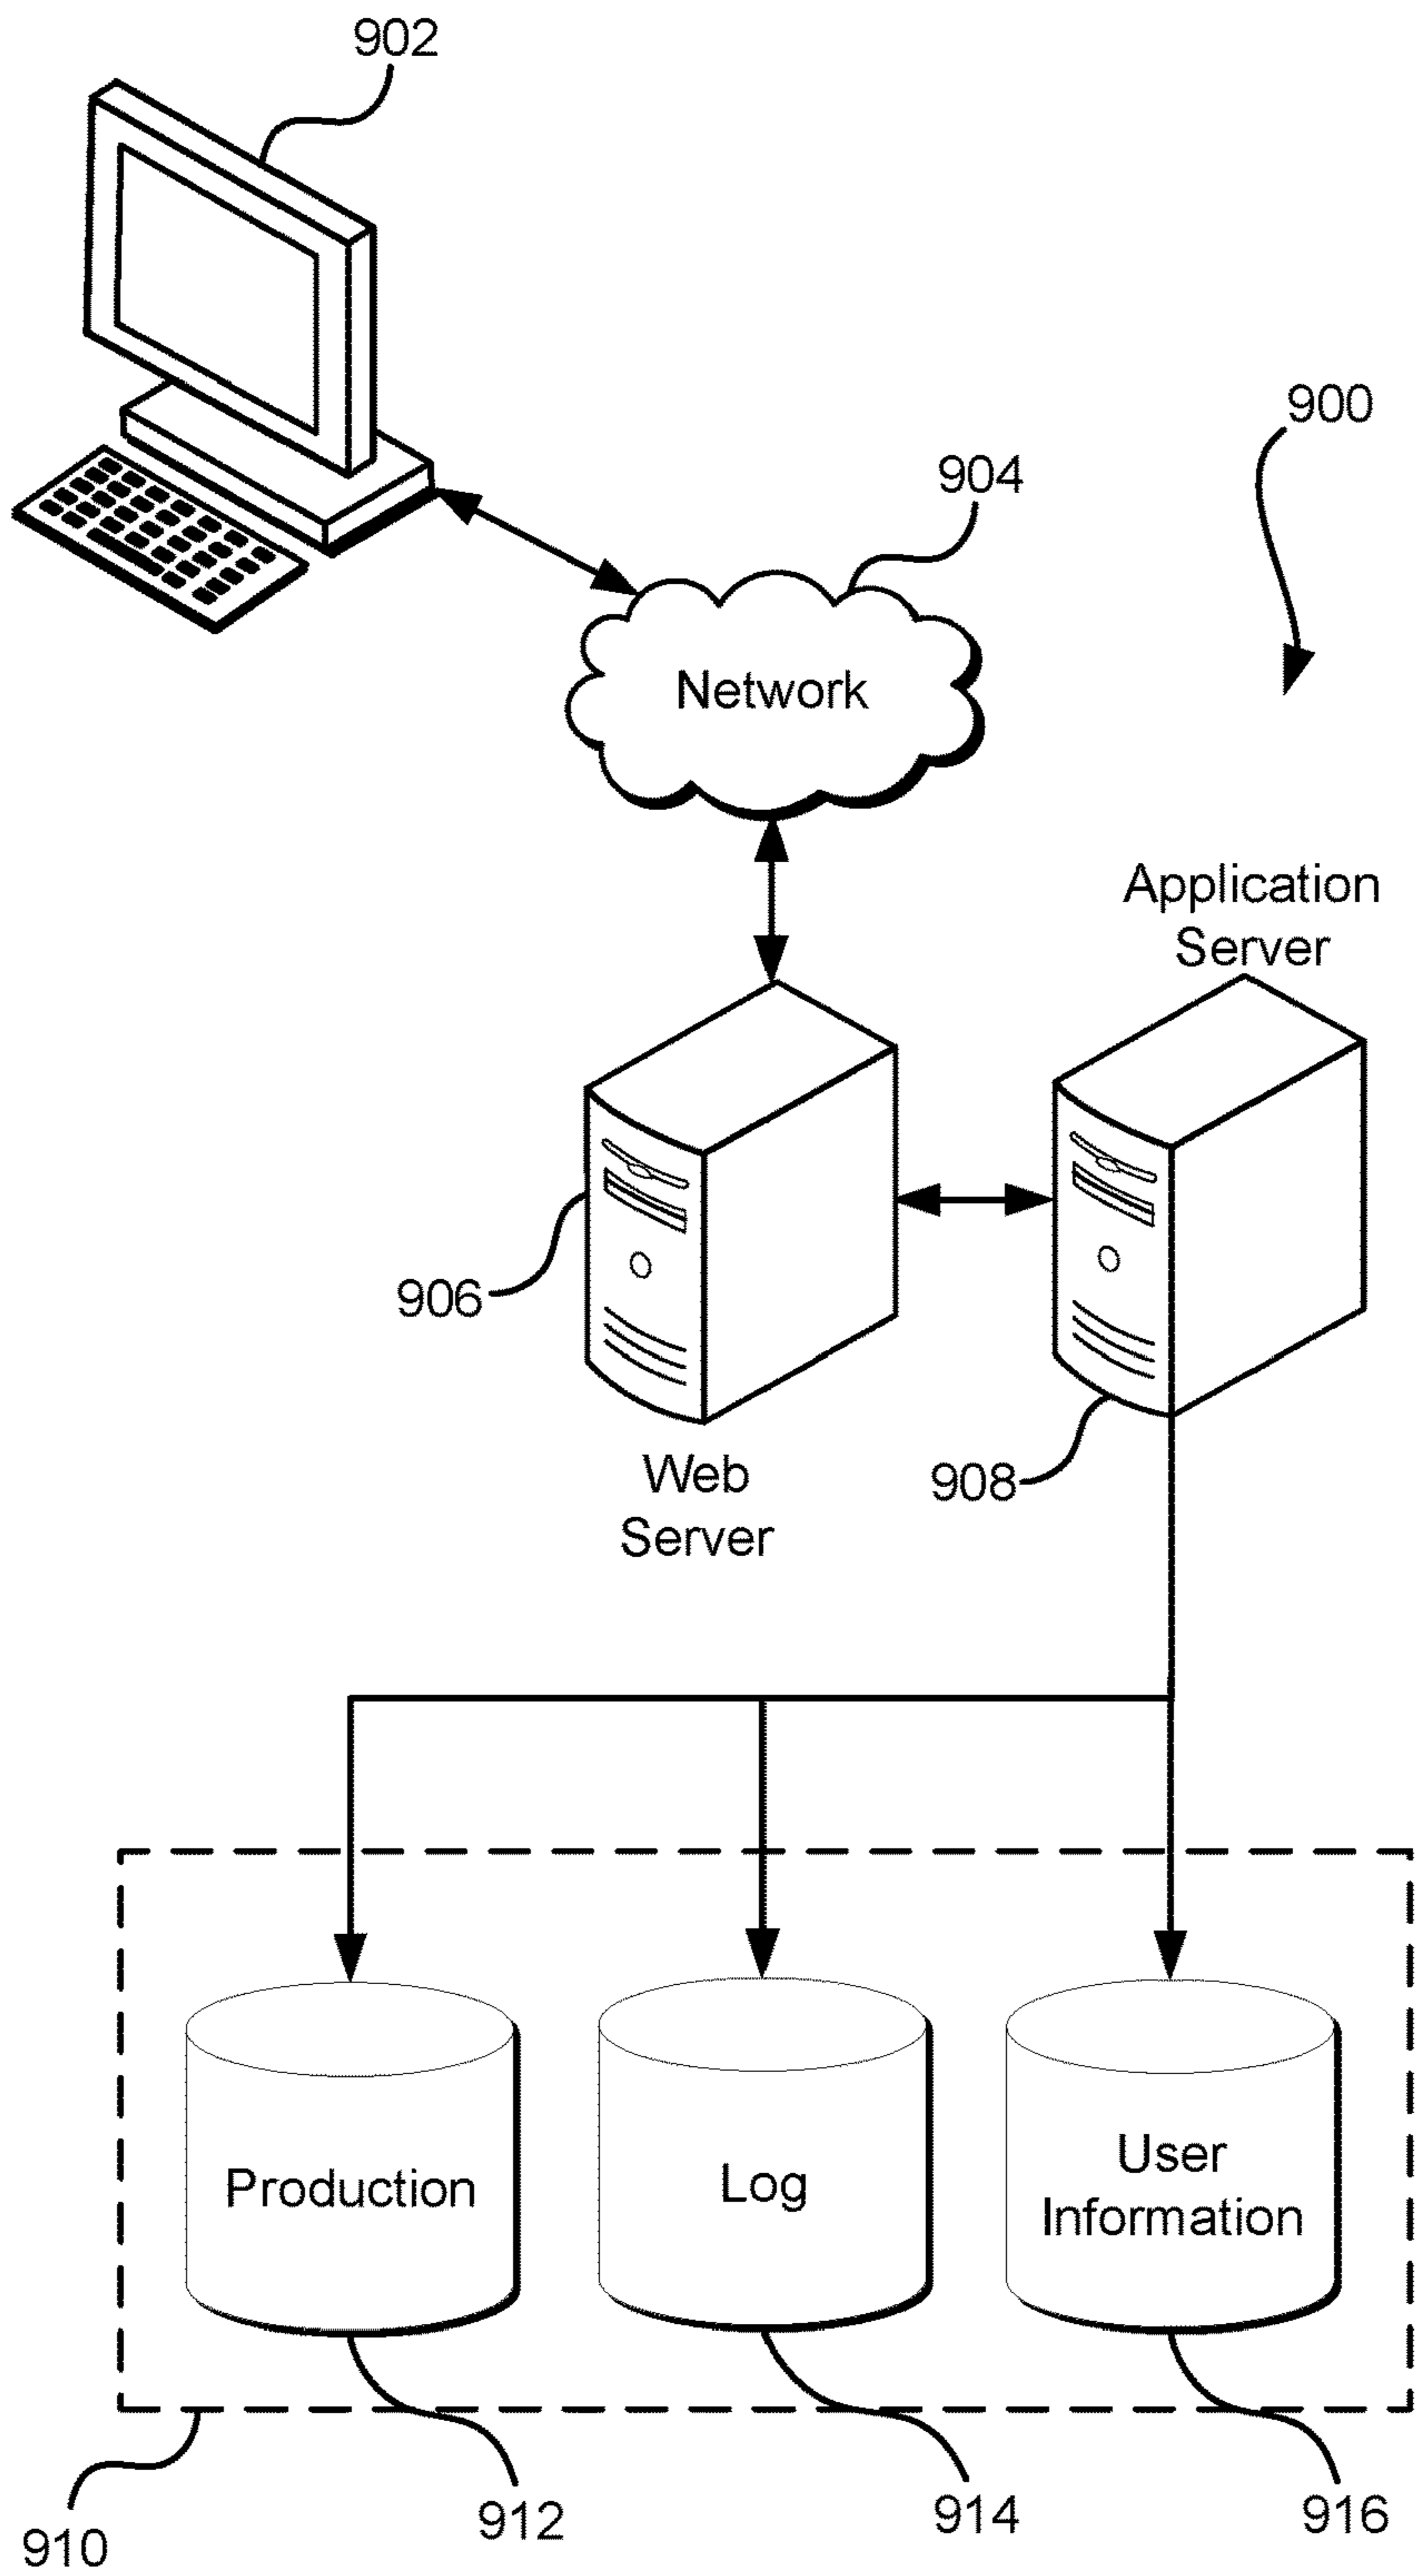 902
900
904
Network
Application
Server
906
908
Web
Server
Production
Log
User
Information
910
912
914
916